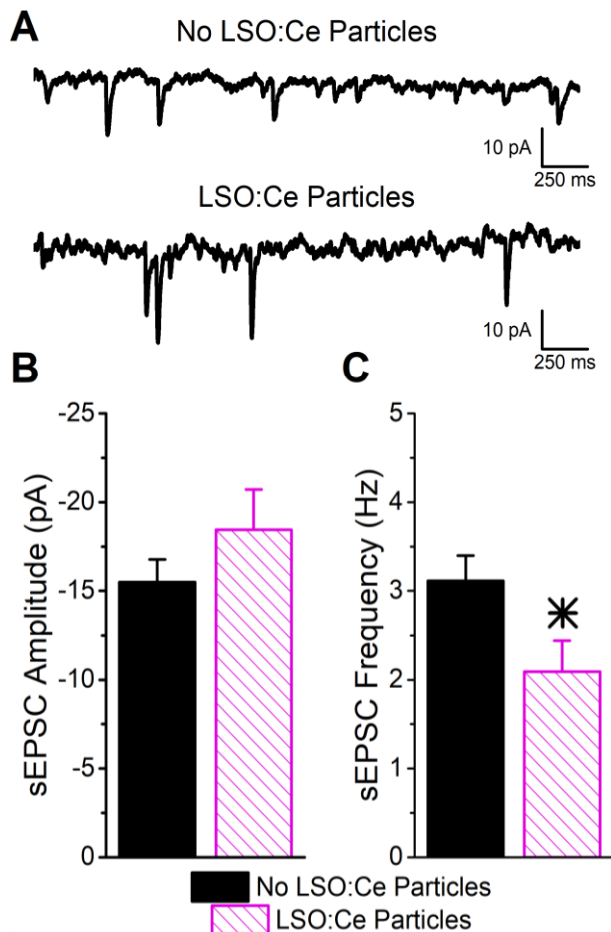 A
No LSO:Ce Particles
10 pA
250 ms
LSO:Ce Particles
10 pA
250 ms
B
sEPSC Amplitude (pA)
-25
-20
-15
-10
-5
0
C
sEPSC Frequency (Hz)
5
4
3
2
1
0
No LSO:Ce Particles
LSO:Ce Particles